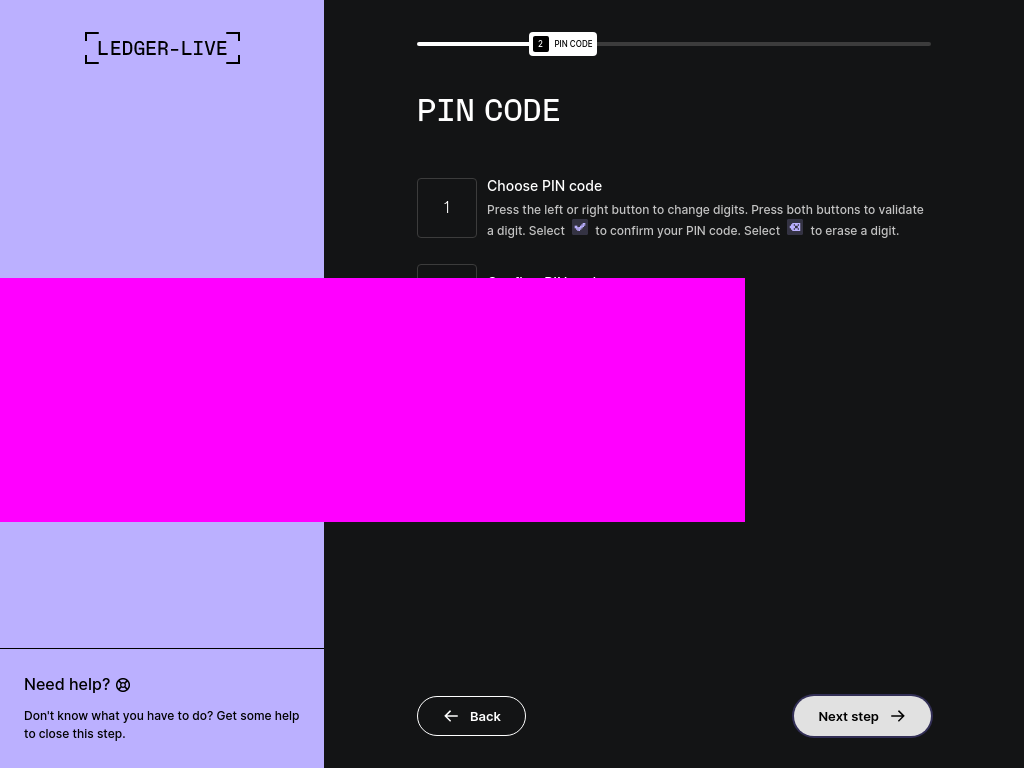 LEDGER-LIVE
2 PIN CODE
PIN CODE
1
Choose PIN code
Press the left or right button to change digits. Press both buttons to validate
a digit. Select to confirm your PIN code. Select to erase a digit.
Need help?
Don't know what you have to do? Get some help
to close this step.
Back
Next step